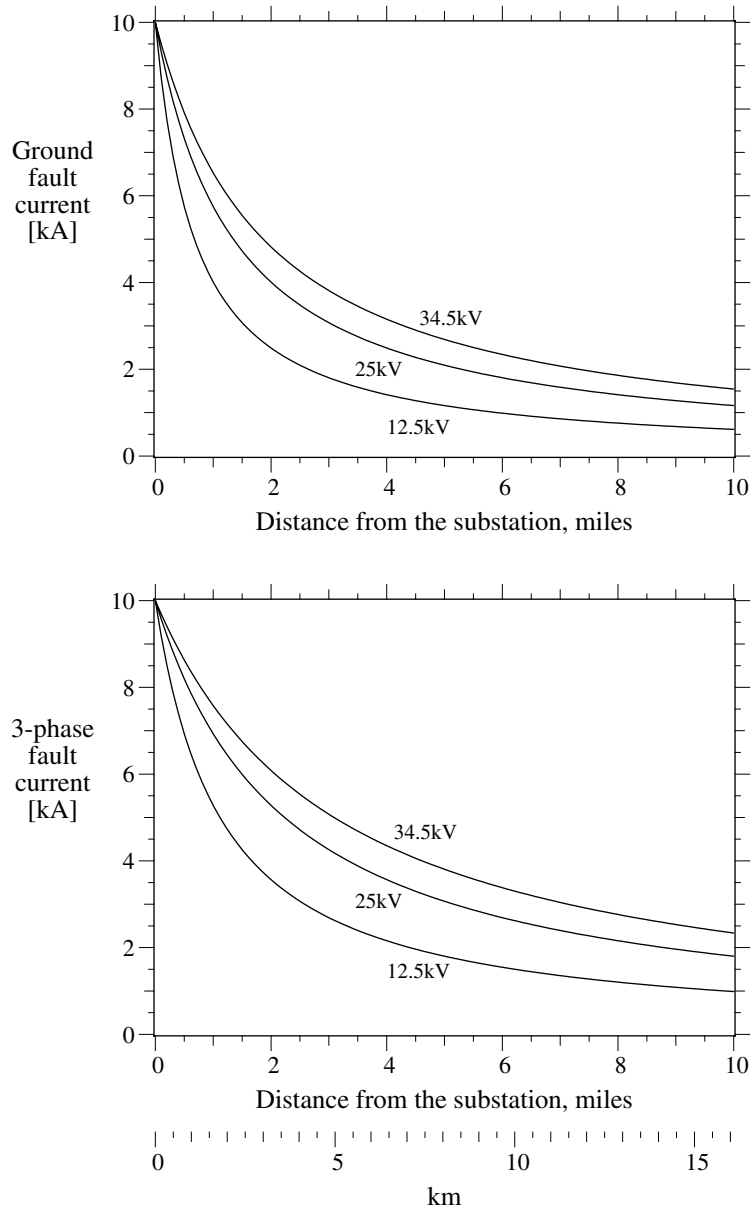 10
8
6
4
2
0
Ground
fault
current
[kA]
34.5kV
25kV
12.5kV
0 2 4 6 8 10
Distance from the substation, miles
10
8
6
4
2
0
3-phase
fault
current
[kA]
34.5kV
25kV
12.5kV
0 2 4 6 8 10
Distance from the substation, miles
0 5 10 15
km